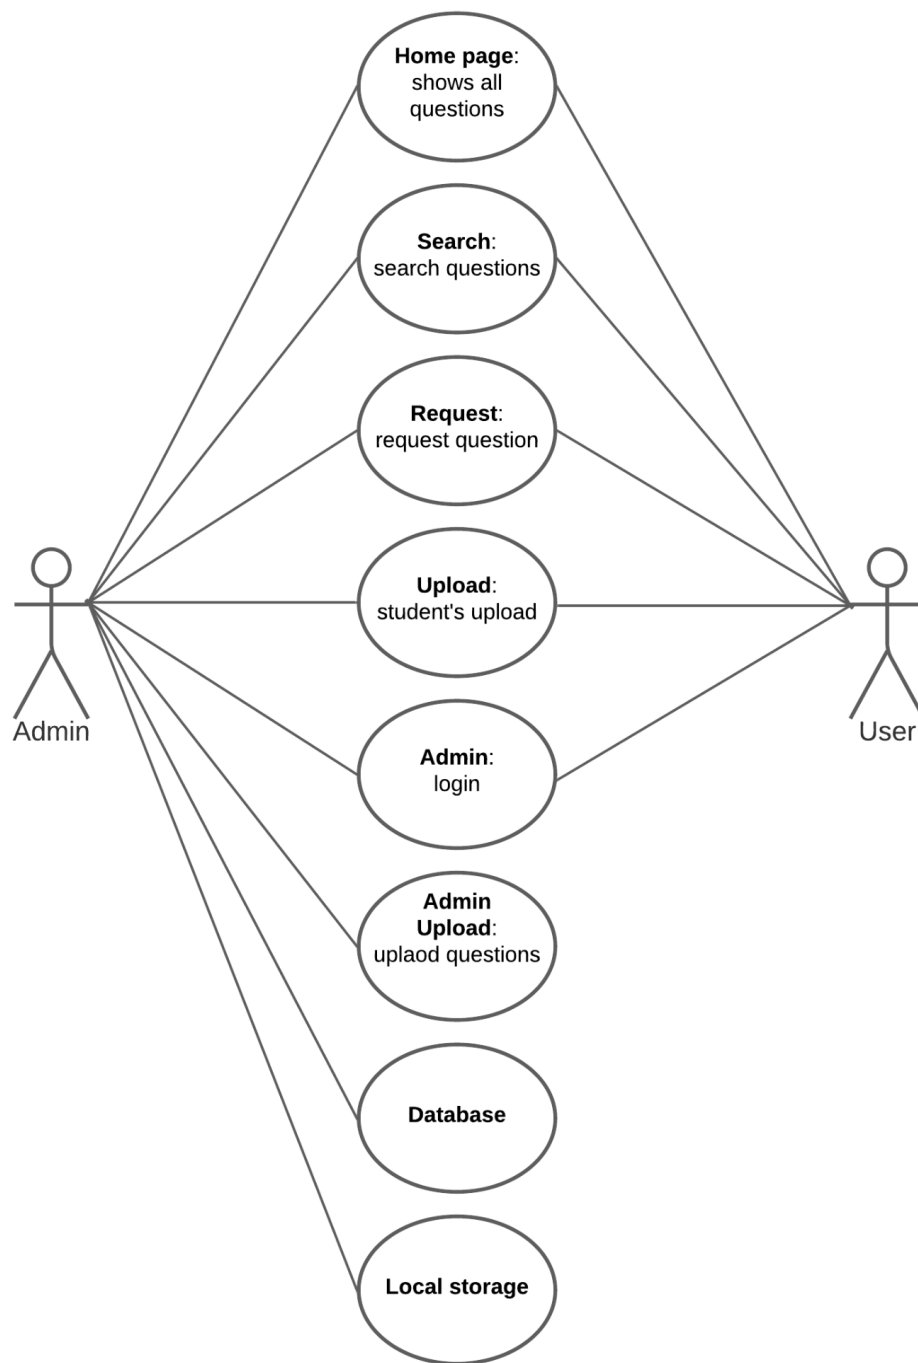 Home page:
shows all
questions
Search:
search questions
Request:
request question
Upload:
student's upload
Admin
User
Admin:
login
Admin
Upload:
uplaod questions
Database
Local storage